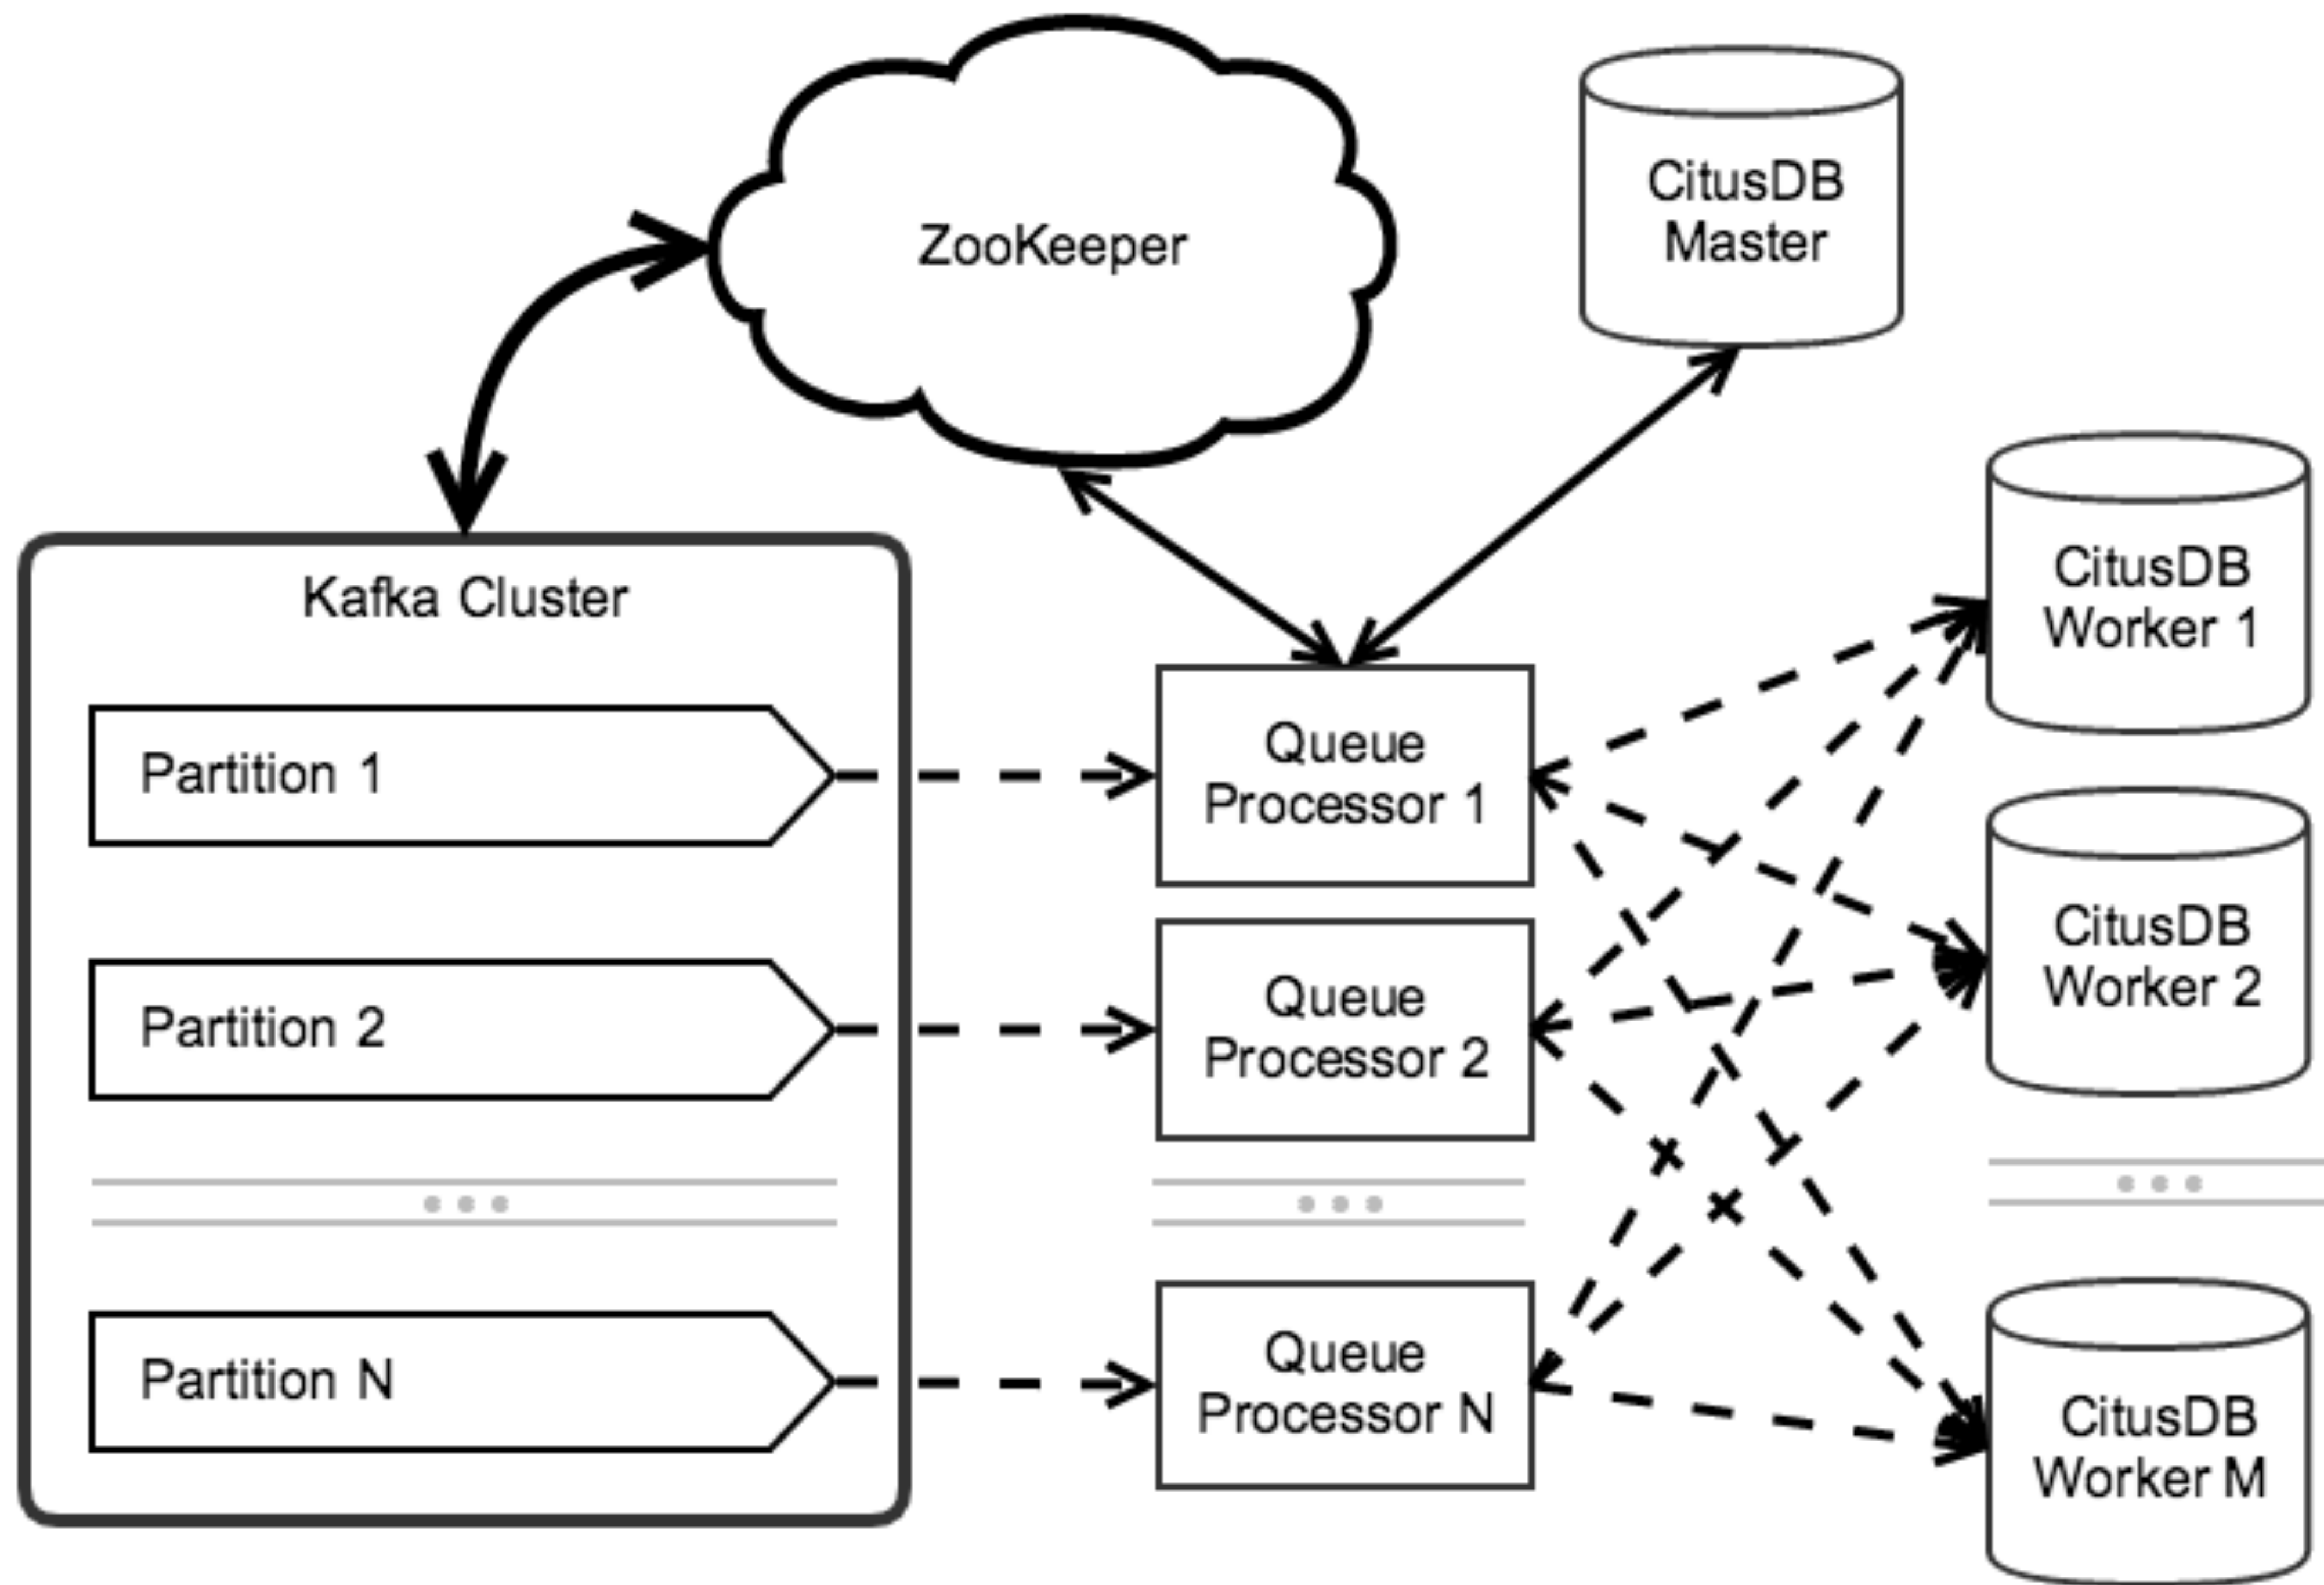 ZooKeeper
CitusDB
Master
Kafka Cluster
Partition 1
Partition 2
Partition N
Queue
Processor 1
Queue
Processor 2
Queue
Processor N
CitusDB
Worker 1
CitusDB
Worker 2
CitusDB
Worker M